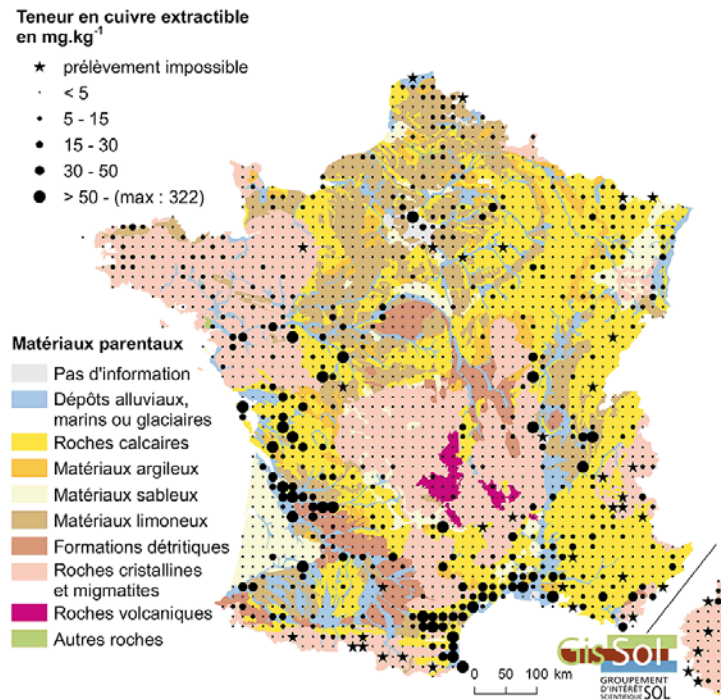 Teneur en cuivre extractible
en mg.kg-1
prélèvement impossible
< 5
5 - 15
15 - 30
30 - 50
> 50 - (max : 322)
Matériaux parentaux
Pas d'information
Dépôts alluviaux,
marins ou glaciaires
Roches calcaires
Matériaux argileux
Matériaux sableux
Matériaux limoneux
Formations détritiques
Roches cristallines
et migmatites
Roches volcaniques
Autres roches
0 50 100 km
GisSol
GROUPEMENT
D'INTÉRÊT
SCIENTIFIQUE SOL